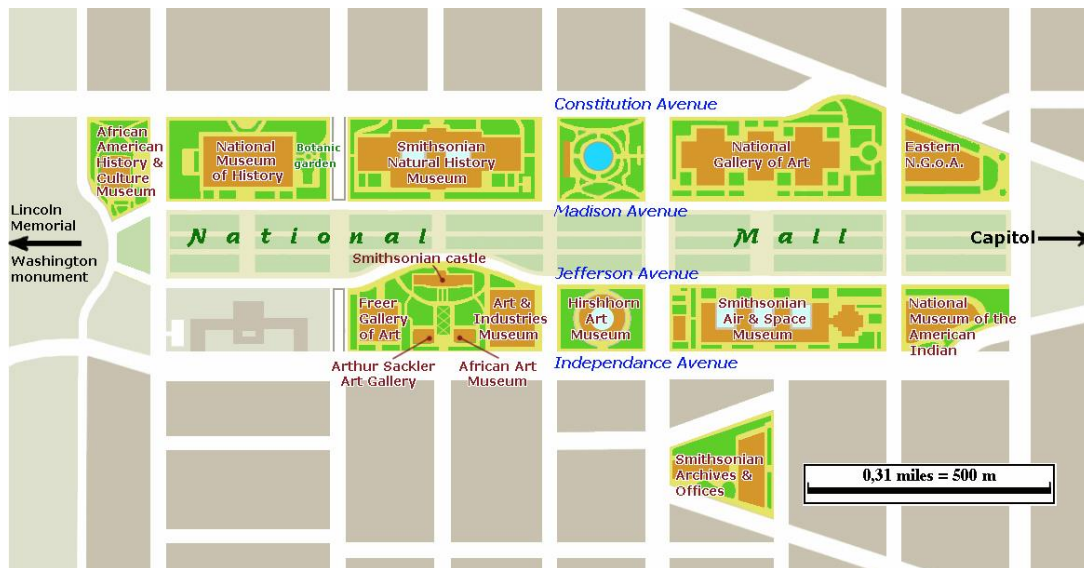 Constitution Avenue
African
American
History &
Culture
Museum
National
Museum
of History
Botanic
garden
Smithsonian
Natural History
Museum
National
Gallery of Art
Eastern
N.G.o.A.
Lincoln
Memorial
Washington
monument
Madison Avenue
National Mall
Capitol
Smithsonian castle
Jefferson Avenue
Freer
Gallery
of Art
Art &
Industries
Museum
Hirshhorn
Art
Museum
Smithsonian
Air & Space
Museum
National
Museum of the
American
Indian
Arthur Sackler
Art Gallery
African Art
Museum
Independance Avenue
Smithsonian
Archives &
Offices
0,31 miles = 500 m